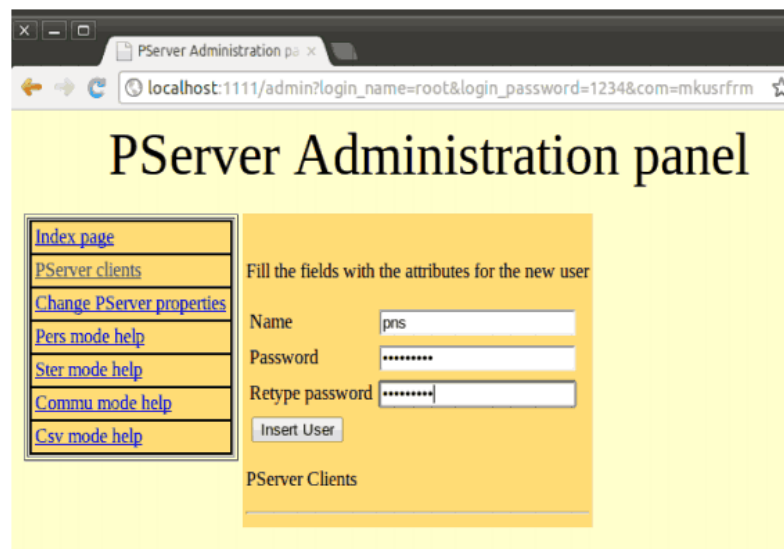 PServer Administration pa
localhost:1111/admin?login_name=root&login_password=1234&com=mkusrfrm
PServer Administration panel
Index page
PServer clients
Change PServer properties
Pers mode help
Ster mode help
Commu mode help
Csv mode help
Fill the fields with the attributes for the new user
Name pns
Password •••••••••
Retype password •••••••••
Insert User
PServer Clients